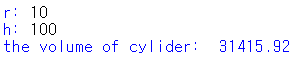 r: 10
h: 100
the volume of cylider:  31415.92